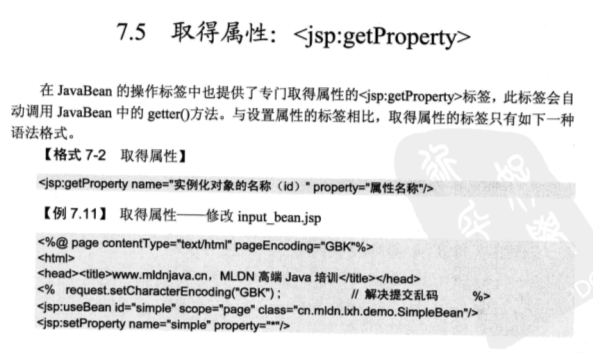 7.5 取得属性：<jsp:getProperty>
在 JavaBean 的操作标签中也提供了专门取得属性的<jsp:getProperty>标签，此标签会自
动调用 JavaBean 中的 getter()方法。与设置属性的标签相比，取得属性的标签只有如下一种
语法格式。
【格式 7-2 取得属性】
<jsp:getProperty name="实例化对象的名称（id）" property="属性名称"/>
【例 7.11】 取得属性——修改 input_bean.jsp
<%@ page contentType="text/html" pageEncoding="GBK"%>
<html>
<head><title>www.mldnjava.cn，MLDN 高端 Java 培训</title></head>
<% request.setCharacterEncoding("GBK") ; // 解决提交乱码 %>
<jsp:useBean id="simple" scope="page" class="cn.mldn.lxh.demo.SimpleBean"/>
<jsp:setProperty name="simple" property="*"/>